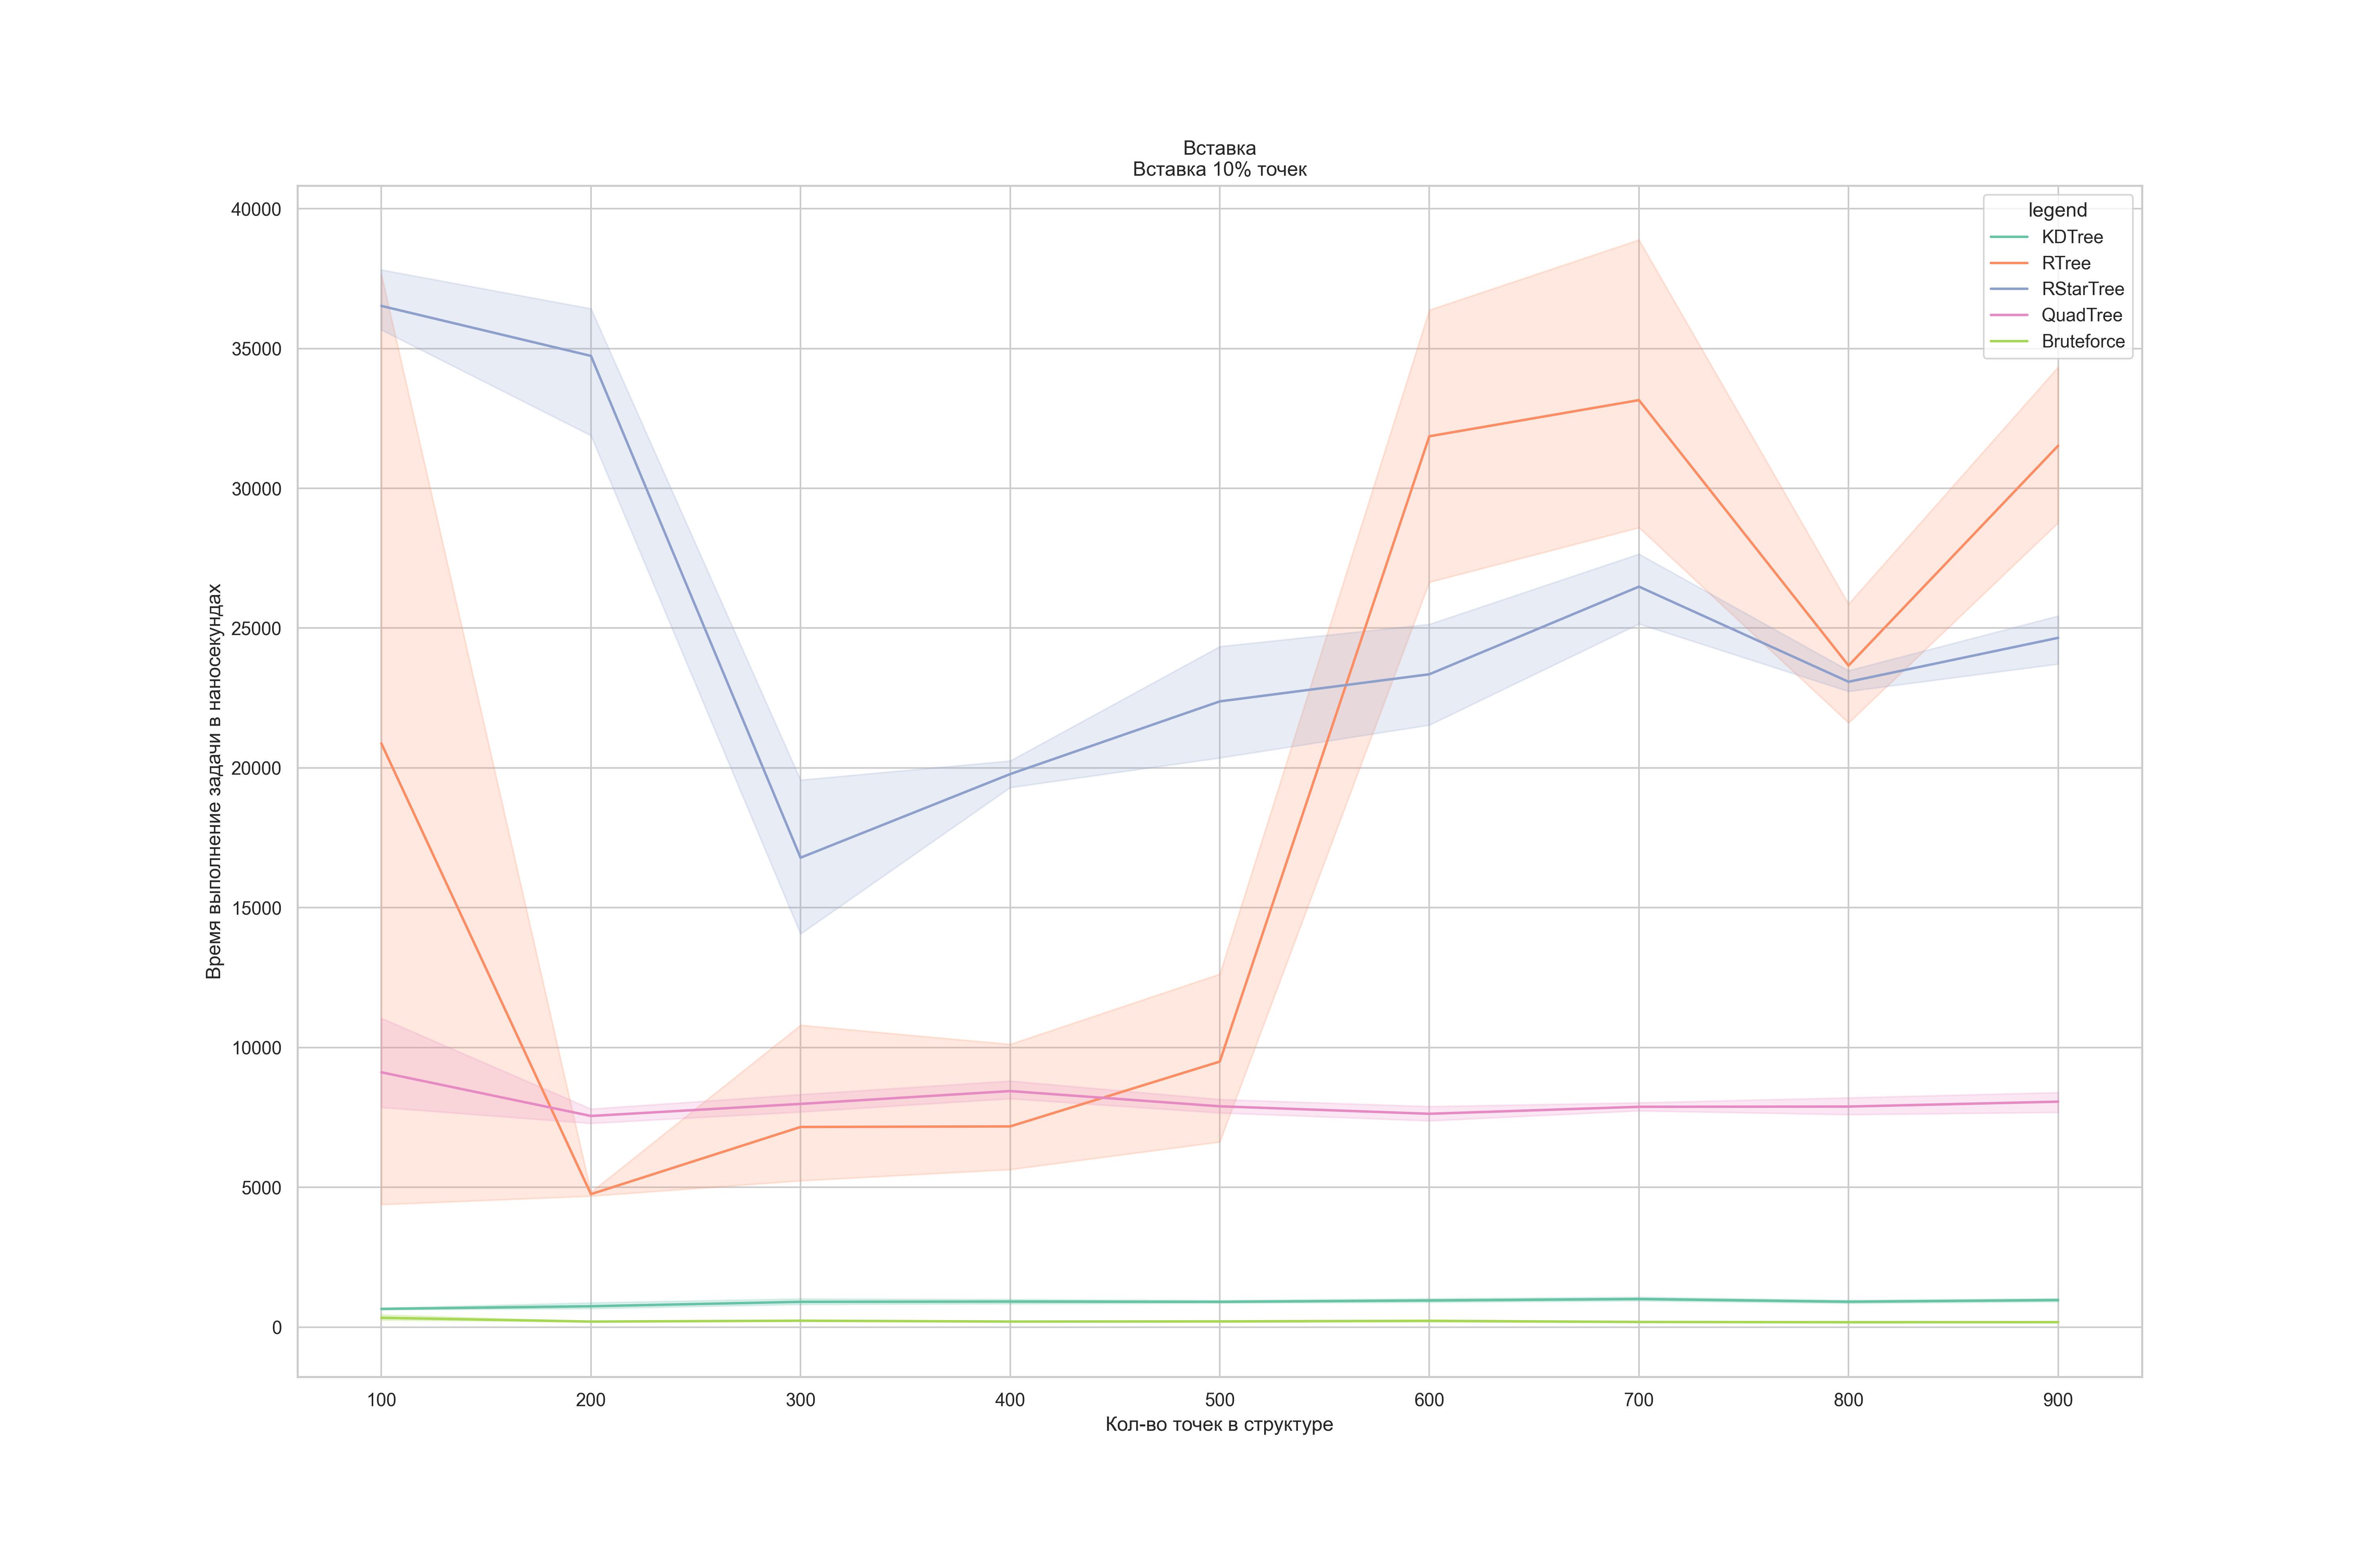 Вставка
Вставка 10% точек
legend
KDTree
RTree
RStarTree
QuadTree
Bruteforce
Время выполнение задачи в наносекундах
40000
35000
30000
25000
20000
15000
10000
5000
0
100 200 300 400 500 600 700 800 900
Кол-во точек в структуре